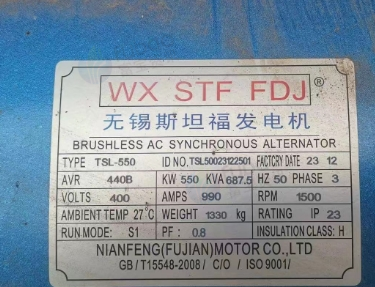 WX STF FDJ®
无锡斯坦福发电机
BRUSHLESS AC SYNCHRONOUS ALTERNATOR
TYPE TSL-550 ID NO, TSL50023122501 FACTORY DATE 23 12
AVR 440B KW 550 KVA 687.5 HZ 50 PHASE 3
VOLTS 400 AMPS 990 RPM 1500
AMBIENT TEMP 27℃ WEIGHT 1330 kg RATING IP 23
RUN MODE: S1 PF: 0.8 INSULATION CLASS: H
NIANFENG(FUJIAN)MOTOR CO.,LTD
GB/T15548-2008/ C/O / ISO 9001/